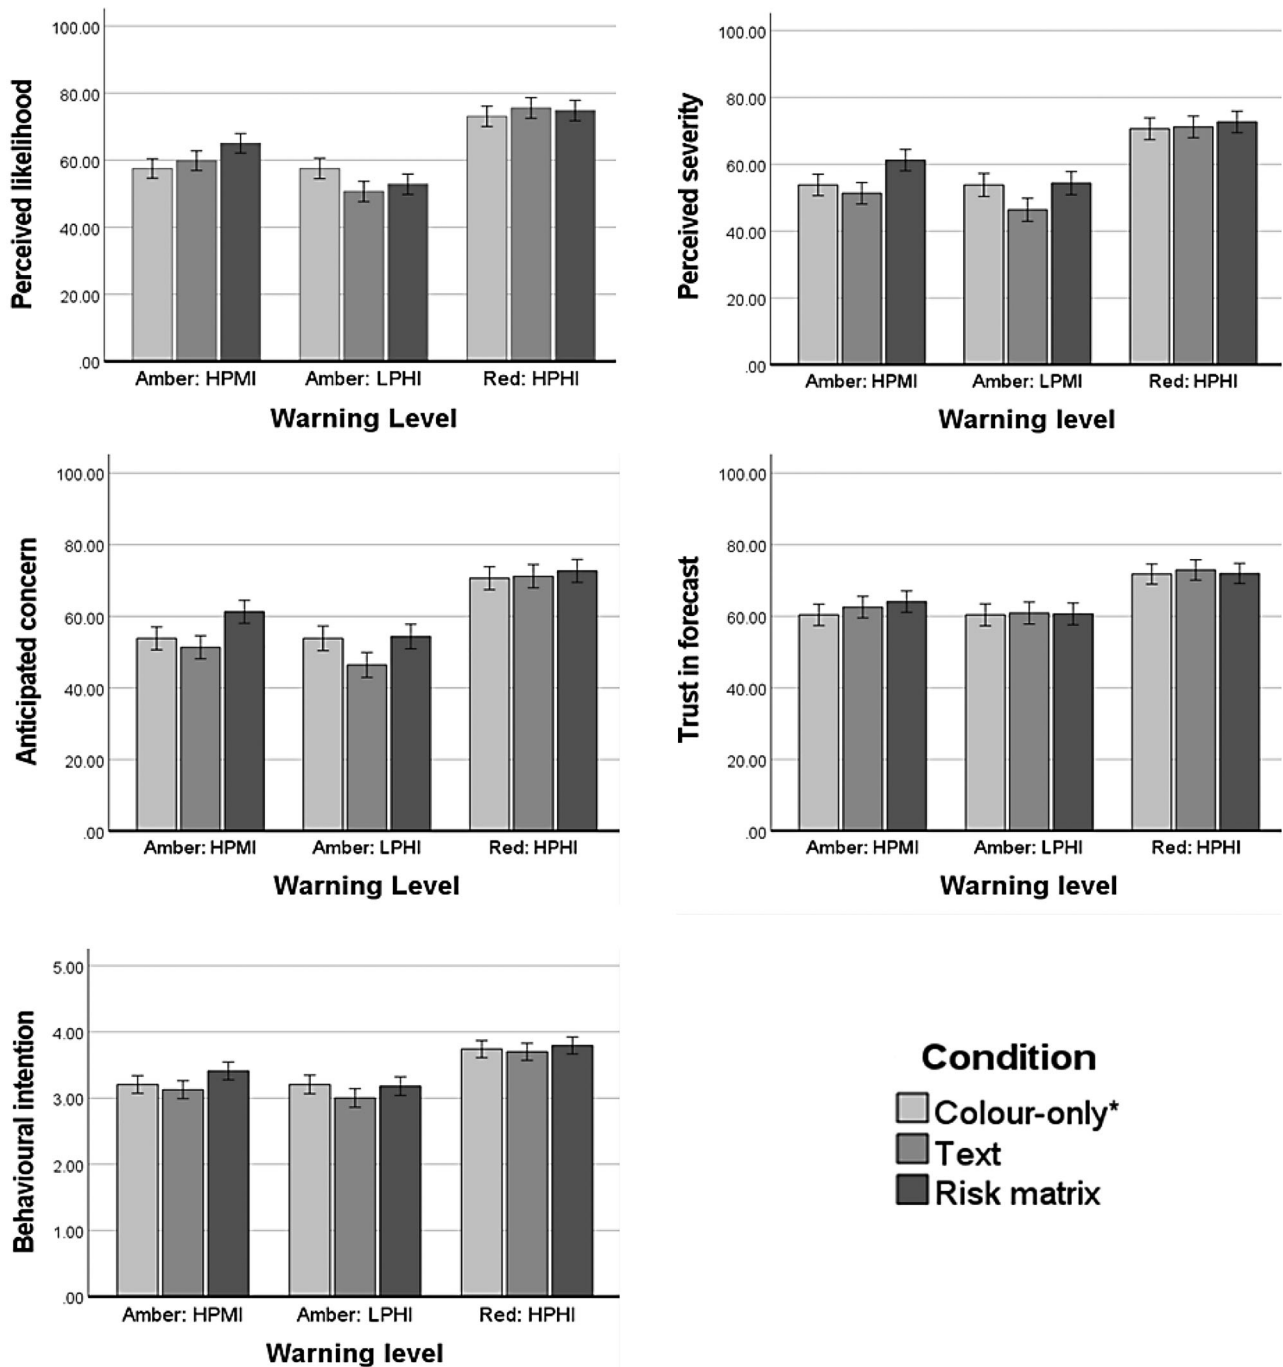 Perceived likelihood
100.00
80.00
60.00
40.00
20.00
.00
Amber: HPMI Amber: LPHI Red: HPHI
Warning Level
Perceived severity
100.00
80.00
60.00
40.00
20.00
.00
Amber: HPMI Amber: LPMI Red: HPHI
Warning level
Anticipated concern
100.00
80.00
60.00
40.00
20.00
.00
Amber: HPMI Amber: LPHI Red: HPHI
Warning Level
Trust in forecast
100.00
80.00
60.00
40.00
20.00
.00
Amber: HPMI Amber: LPHI Red: HPHI
Warning level
Behavioural intention
5.00
4.00
3.00
2.00
1.00
.00
Amber: HPMI Amber: LPHI Red: HPHI
Warning level
Condition
Colour-only*
Text
Risk matrix